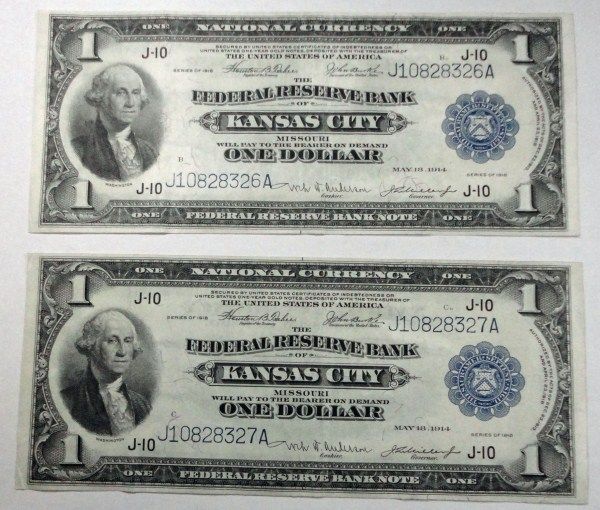 ONE NATIONAL CURRENCY ONE
1 J-10 SECURED BY UNITED STATES CERTIFICATES OF INDEBTEDNESS OR B 1
UNITED STATES ONE-YEAR GOLD NOTES, DEPOSITED WITH THE TREASURER OF
THE UNITED STATES OF AMERICA J-10
SERIES OF 1918 J10828326A
THE
FEDERAL RESERVE BANK
OF
KANSAS CITY
MISSOURI
WILL PAY TO THE BEARER ON DEMAND
ONE DOLLAR
B MAY 18, 1914
WASHINGTON
1 J-10 J10828326A Cashier. Governor. J-10 SERIES OF 1918 1
ONE FEDERAL RESERVE BANK NOTE ONE
ONE NATIONAL CURRENCY ONE
1 J-10 SECURED BY UNITED STATES CERTIFICATES OF INDEBTEDNESS OR 1
UNITED STATES ONE-YEAR GOLD NOTES, DEPOSITED WITH THE TREASURER OF
THE UNITED STATES OF AMERICA J-10
SERIES OF 1918 J10828327A
THE
FEDERAL RESERVE BANK
OF
KANSAS CITY
MISSOURI
WILL PAY TO THE BEARER ON DEMAND
ONE DOLLAR
MAY 18, 1914
WASHINGTON
1 J-10 J10828327A Cashier. Governor. J-10 SERIES OF 1918 1
ONE FEDERAL RESERVE BANK NOTE ONE